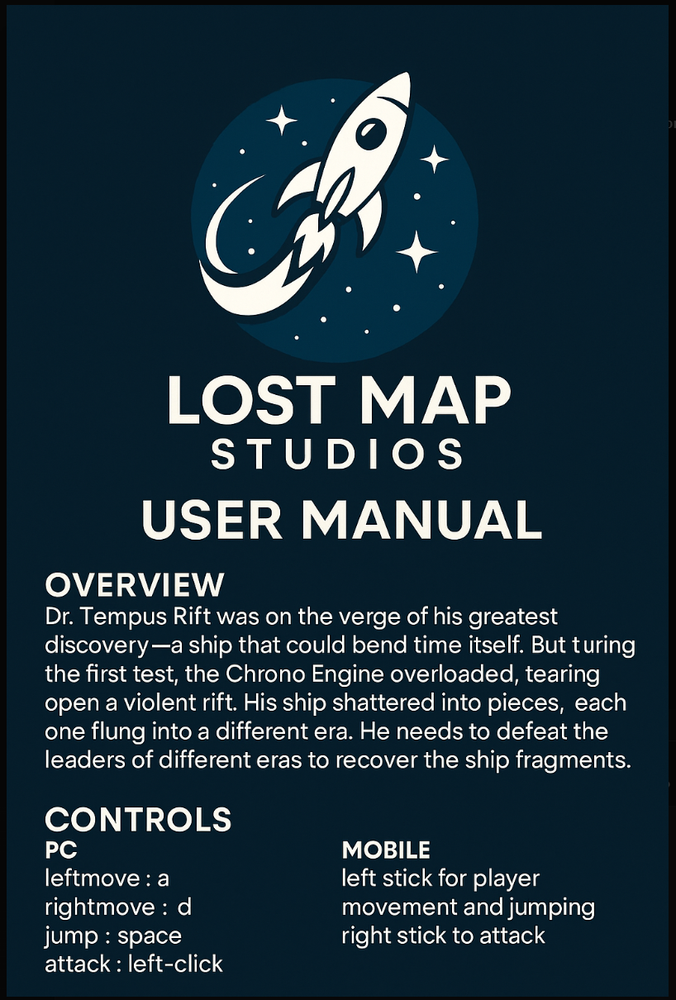 LOST MAP
STUDIOS
USER MANUAL
OVERVIEW
Dr. Tempus Rift was on the verge of his greatest
discovery—a ship that could bend time itself. But turing
the first test, the Chrono Engine overloaded, tearing
open a violent rift. His ship shattered into pieces, each
one flung into a different era. He needs to defeat the
leaders of different eras to recover the ship fragments.
CONTROLS
PC
leftmove : a
rightmove : d
jump : space
attack : left-click
MOBILE
left stick for player
movement and jumping
right stick to attack